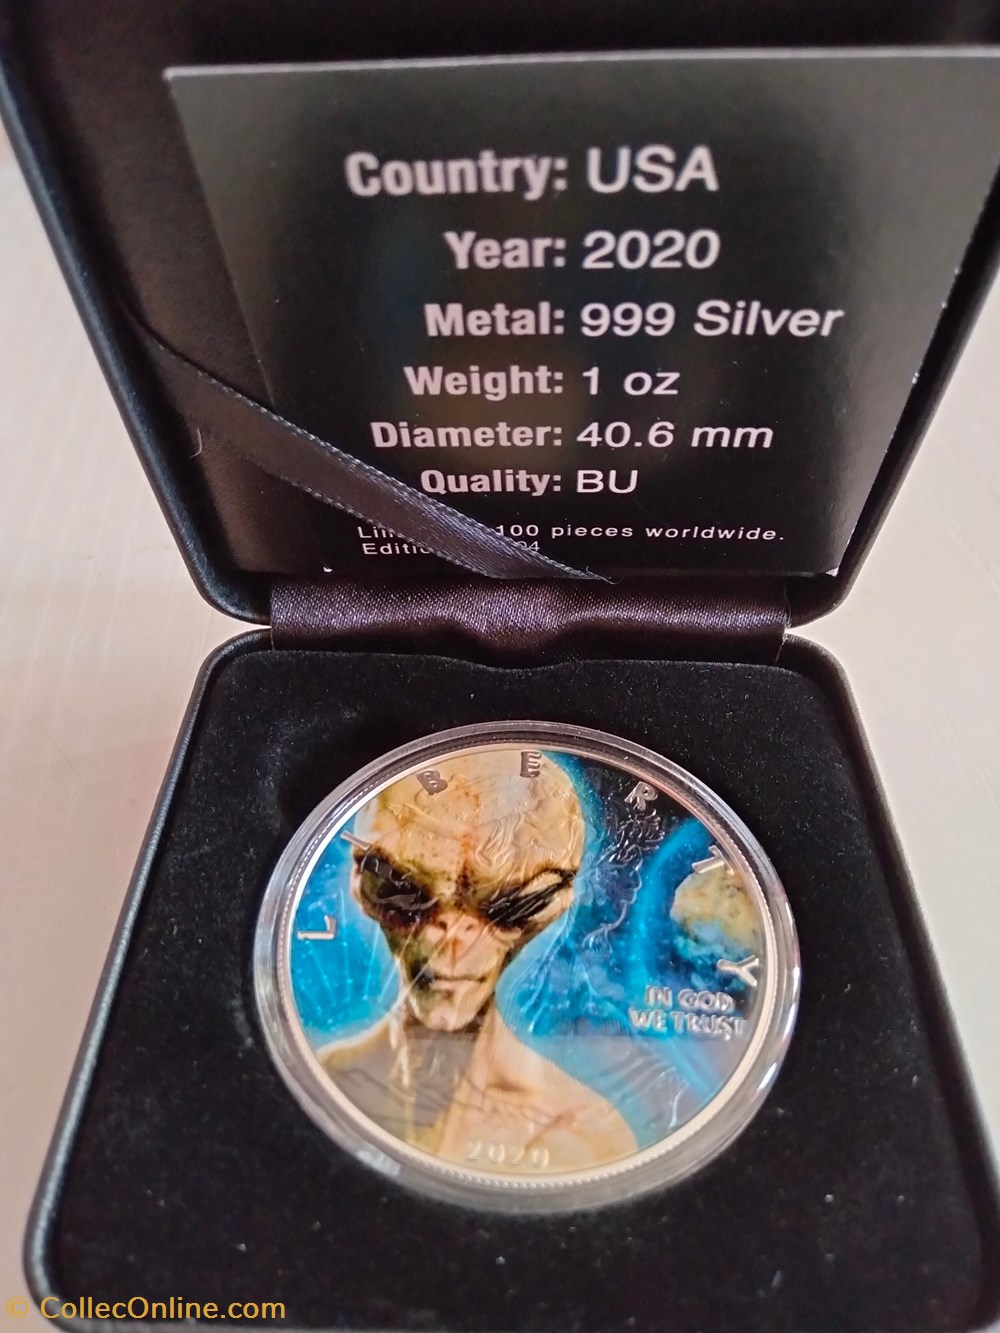 Country: USA
Year: 2020
Metal: 999 Silver
Weight: 1 oz
Diameter: 40.6 mm
Quality: BU
100 pieces worldwide.
LIBERTY
IN GOD
WE TRUST
2020
© CollecOnline.com